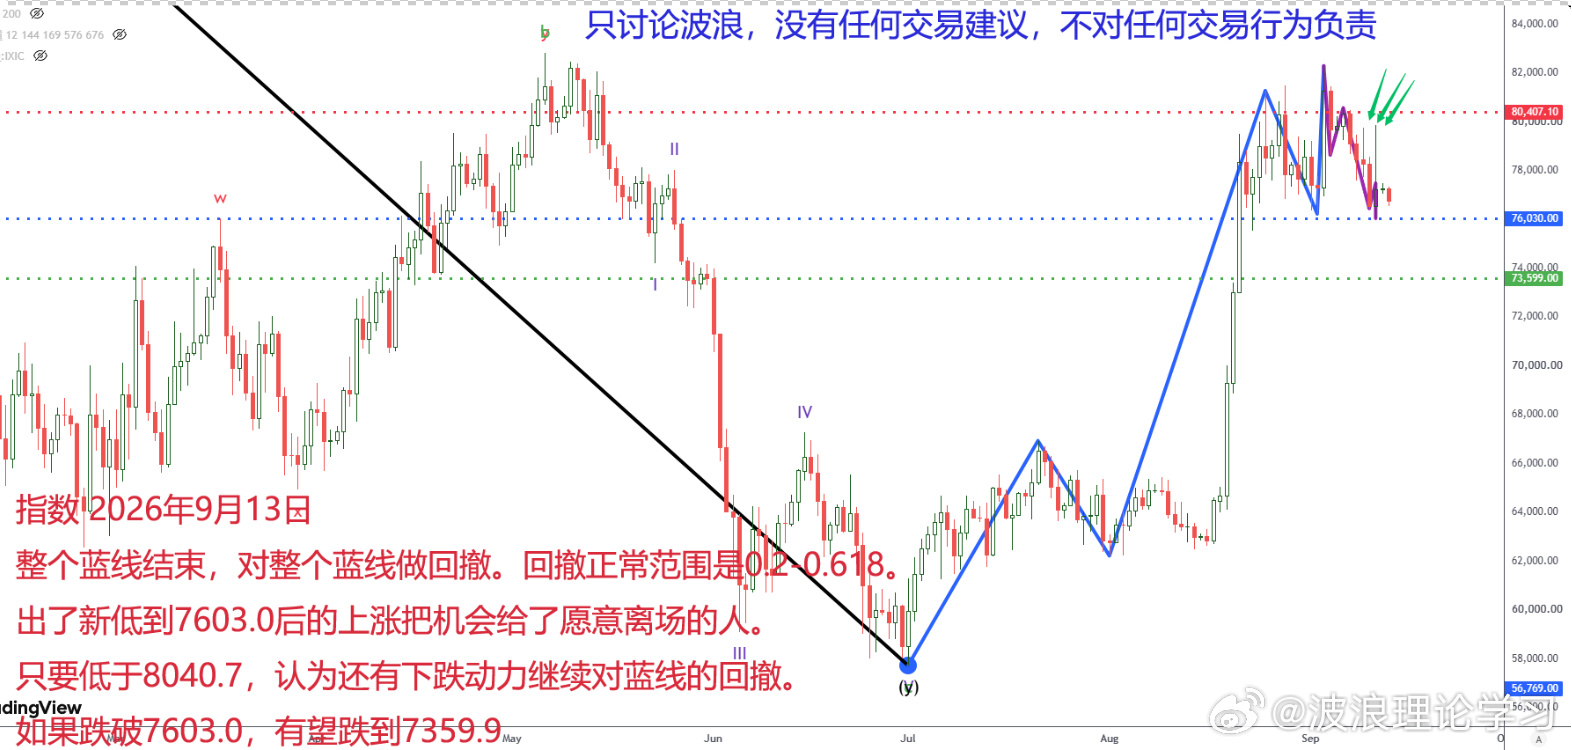 200
12 144 169 576 676
:IXIC
只讨论波浪，没有任何交易建议，不对任何交易行为负责
84,000.00
82,000.00
80,407.10
80,000.00
78,000.00
76,030.00
74,000.00
73,599.00
72,000.00
70,000.00
68,000.00
66,000.00
64,000.00
62,000.00
60,000.00
58,000.00
56,769.00
w
b
II
I
IV
III
指数 2026年9月13日
整个蓝线结束，对整个蓝线做回撤。回撤正常范围是0.2-0.618。
出了新低到7603.0后的上涨把机会给了愿意离场的人。
只要低于8040.7，认为还有下跌动力继续对蓝线的回撤。
如果跌破7603.0，有望跌到7359.9
adingView
@波浪理论学习
May
Jun
Jul
Aug
Sep
O
A